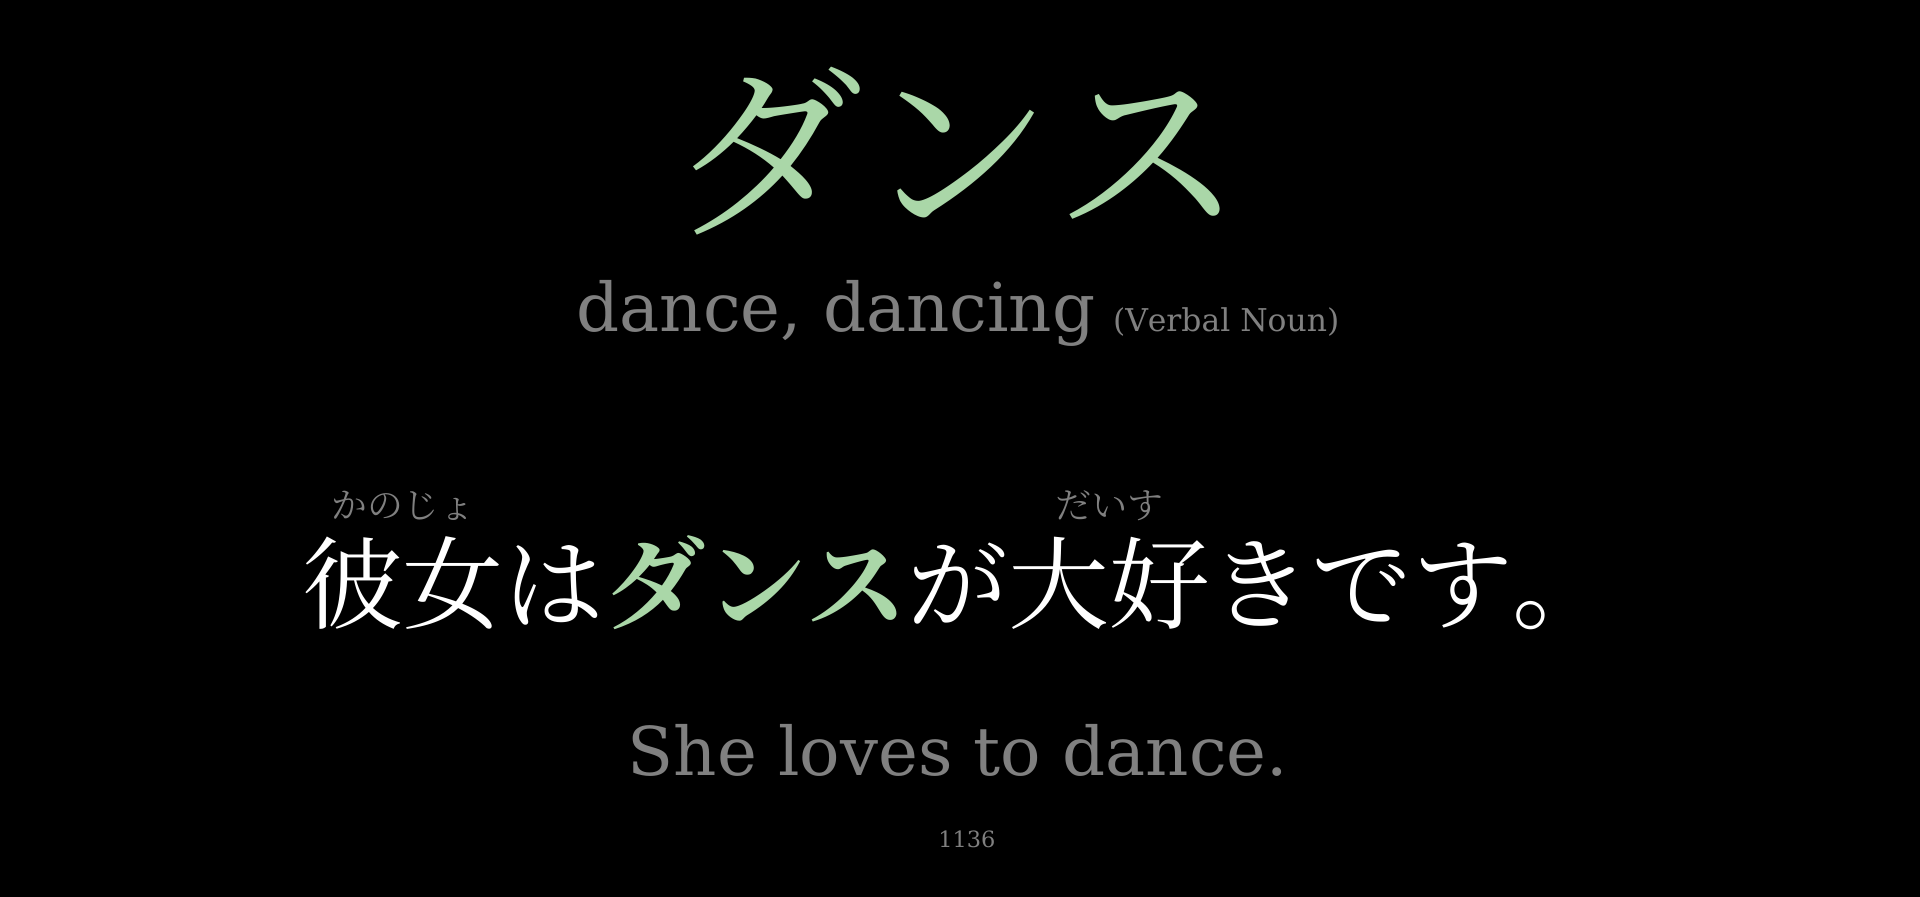 ダンス
dance, dancing (Verbal Noun)
かのじょ だいす
彼女はダンスが大好きです。
She loves to dance.
1136